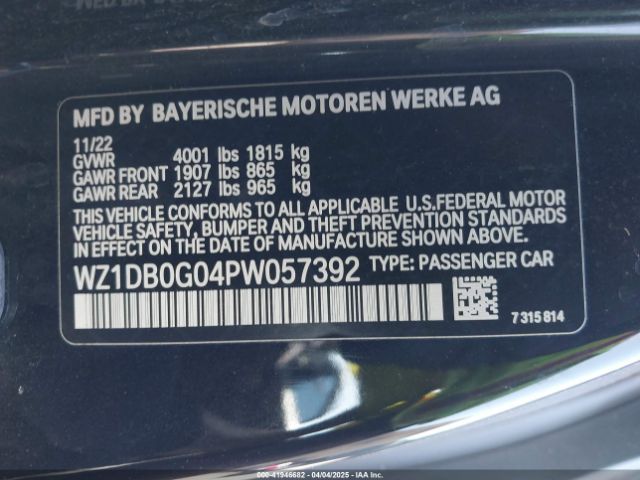 MFD BY BAYERISCHE MOTOREN WERKE AG
11/22
GVWR 4001 lbs 1815 kg
GAWR FRONT 1907 lbs 865 kg
GAWR REAR 2127 lbs 965 kg
THIS VEHICLE CONFORMS TO ALL APPLICABLE U.S.FEDERAL MOTOR
VEHICLE SAFETY, BUMPER AND THEFT PREVENTION STANDARDS
IN EFFECT ON THE DATE OF MANUFACTURE SHOWN ABOVE.
WZ1DB0G04PW057392 TYPE: PASSENGER CAR
7315814
000-41946682 - 04/04/2025 - IAA Inc.